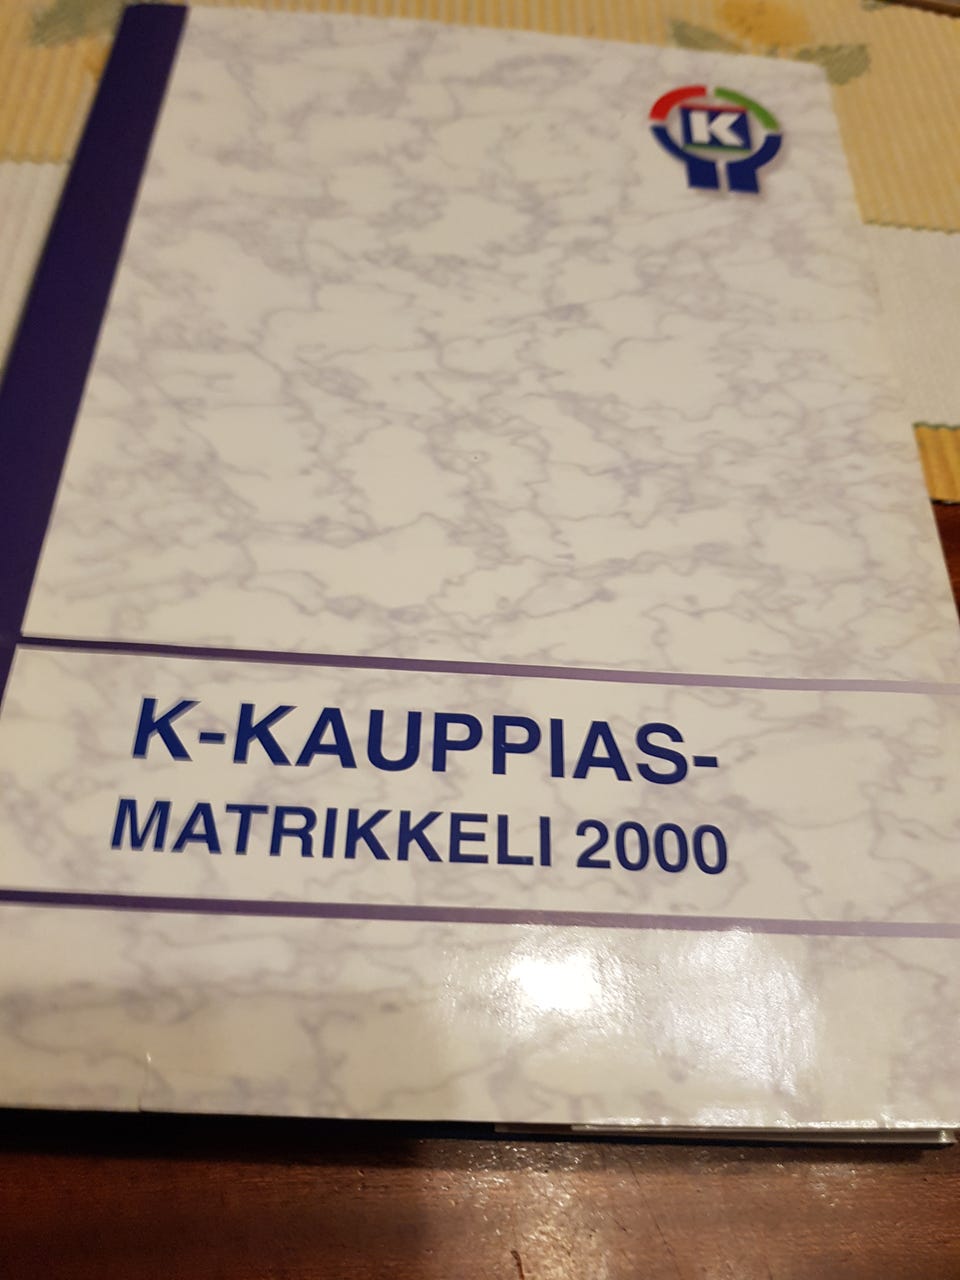 K
K-KAUPPIAS-
MATRIKKELI 2000